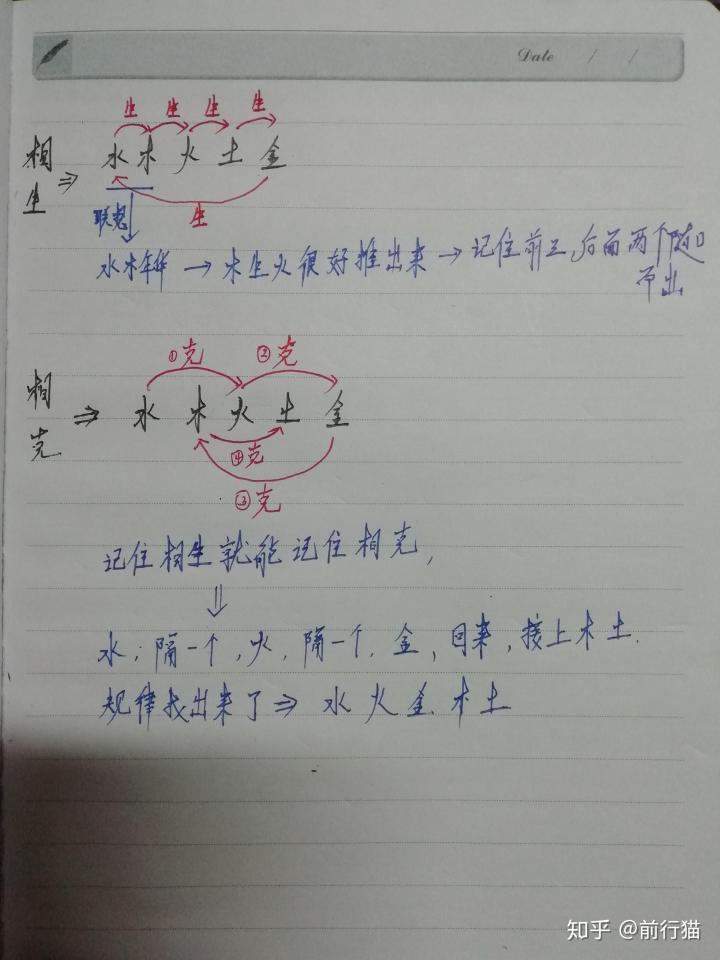 Date / /
生 生 生 生
相生 ⇒ 水 木 火 土 金
生
联想
水木年华 → 木生火很好推出来 → 记住前三,后面两个随口
而出
①克 ②克
相克 ⇒ 水 木 火 土 金
④克
③克
记住相生就能记住相克,
⇓
水,隔一个,火,隔一个,金,回来,接上木土.
规律找出来了 ⇒ 水火金木土
知乎 @前行猫